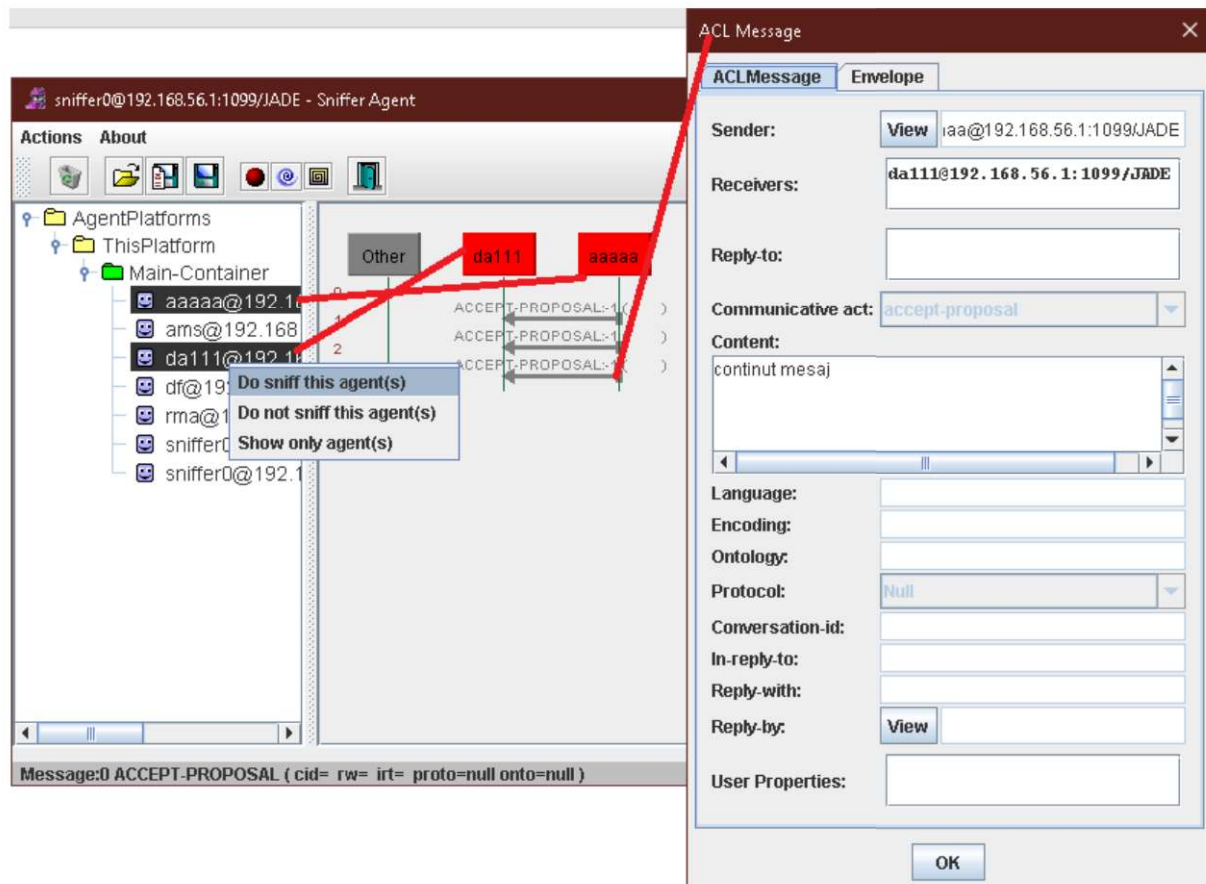 sniffer0@192.168.56.1:1099/JADE - Sniffer Agent
Actions About
AgentPlatforms
ThisPlatform
Main-Container
aaaaa@192.1
ams@192.168
da111@192.16
df@19
rma@1
sniffer0
sniffer0@192.1
Do sniff this agent(s)
Do not sniff this agent(s)
Show only agent(s)
Other da111 aaaaa
0
ACCEPT-PROPOSAL:-1 ( )
1
ACCEPT-PROPOSAL:-1 )
2
ACCEPT-PROPOSAL:-1 ( )
Message:0 ACCEPT-PROPOSAL ( cid= rw= irt= proto=null onto=null )
ACL Message
ACLMessage Envelope
Sender: View aa@192.168.56.1:1099/JADE
Receivers: da111@192.168.56.1:1099/JADE
Reply-to:
Communicative act: accept-proposal
Content:
continut mesaj
Language:
Encoding:
Ontology:
Protocol: Null
Conversation-id:
In-reply-to:
Reply-with:
Reply-by: View
User Properties:
OK